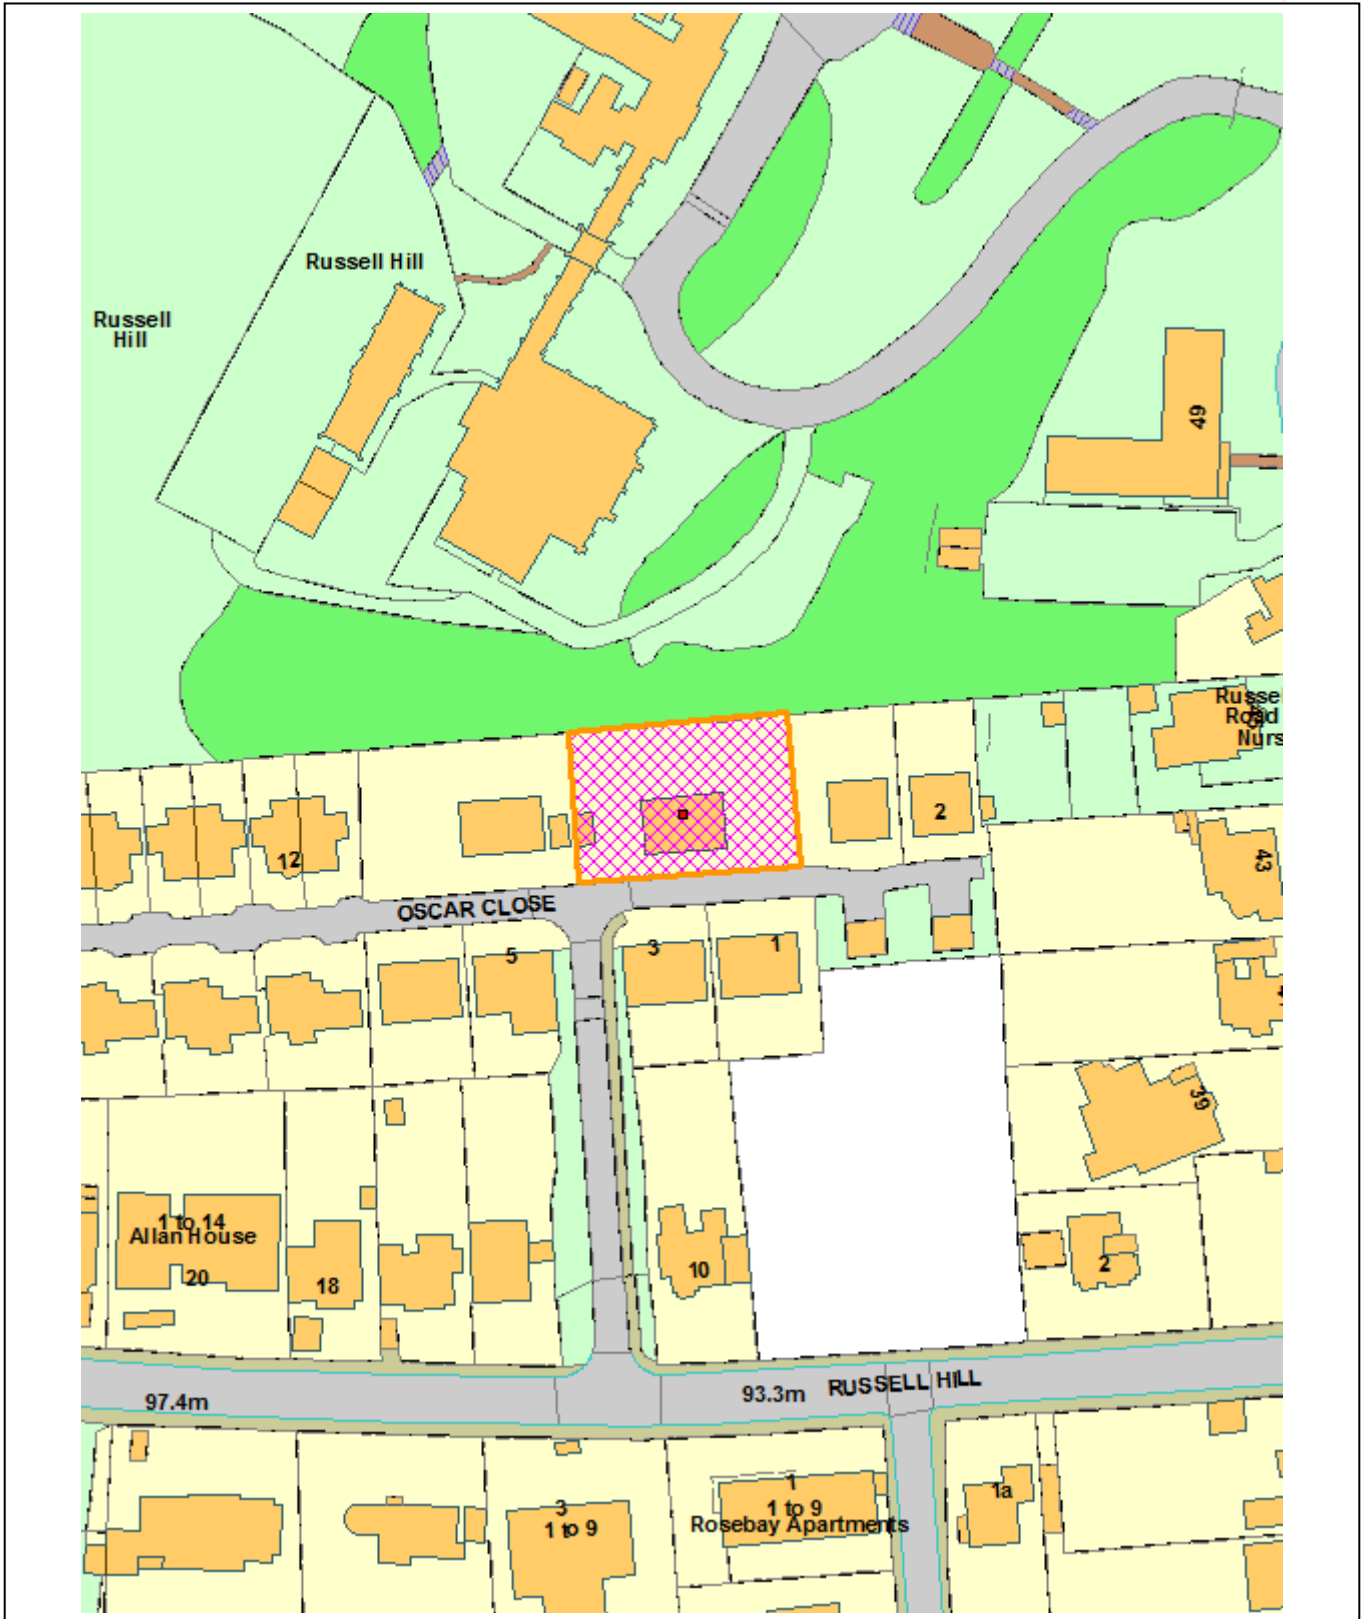 Russell Hill
Russell
Hill
49
Russe
Road
Nurs
2
12
43
OSCAR CLOSE
5
3
1
39
1 to 14
Allan House
20
18
10
2
97.4m
93.3m
RUSSELL HILL
3
1 to 9
1
1 to 9
Rosebay Apartments
1a